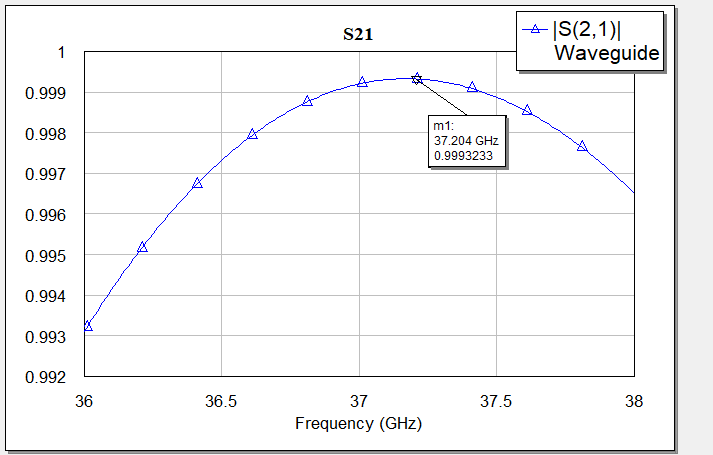 S21
|S(2,1)|
Waveguide
1
0.999
0.998
0.997
0.996
0.995
0.994
0.993
0.992
m1:
37.204 GHz
0.9993233
36
36.5
37
37.5
38
Frequency (GHz)